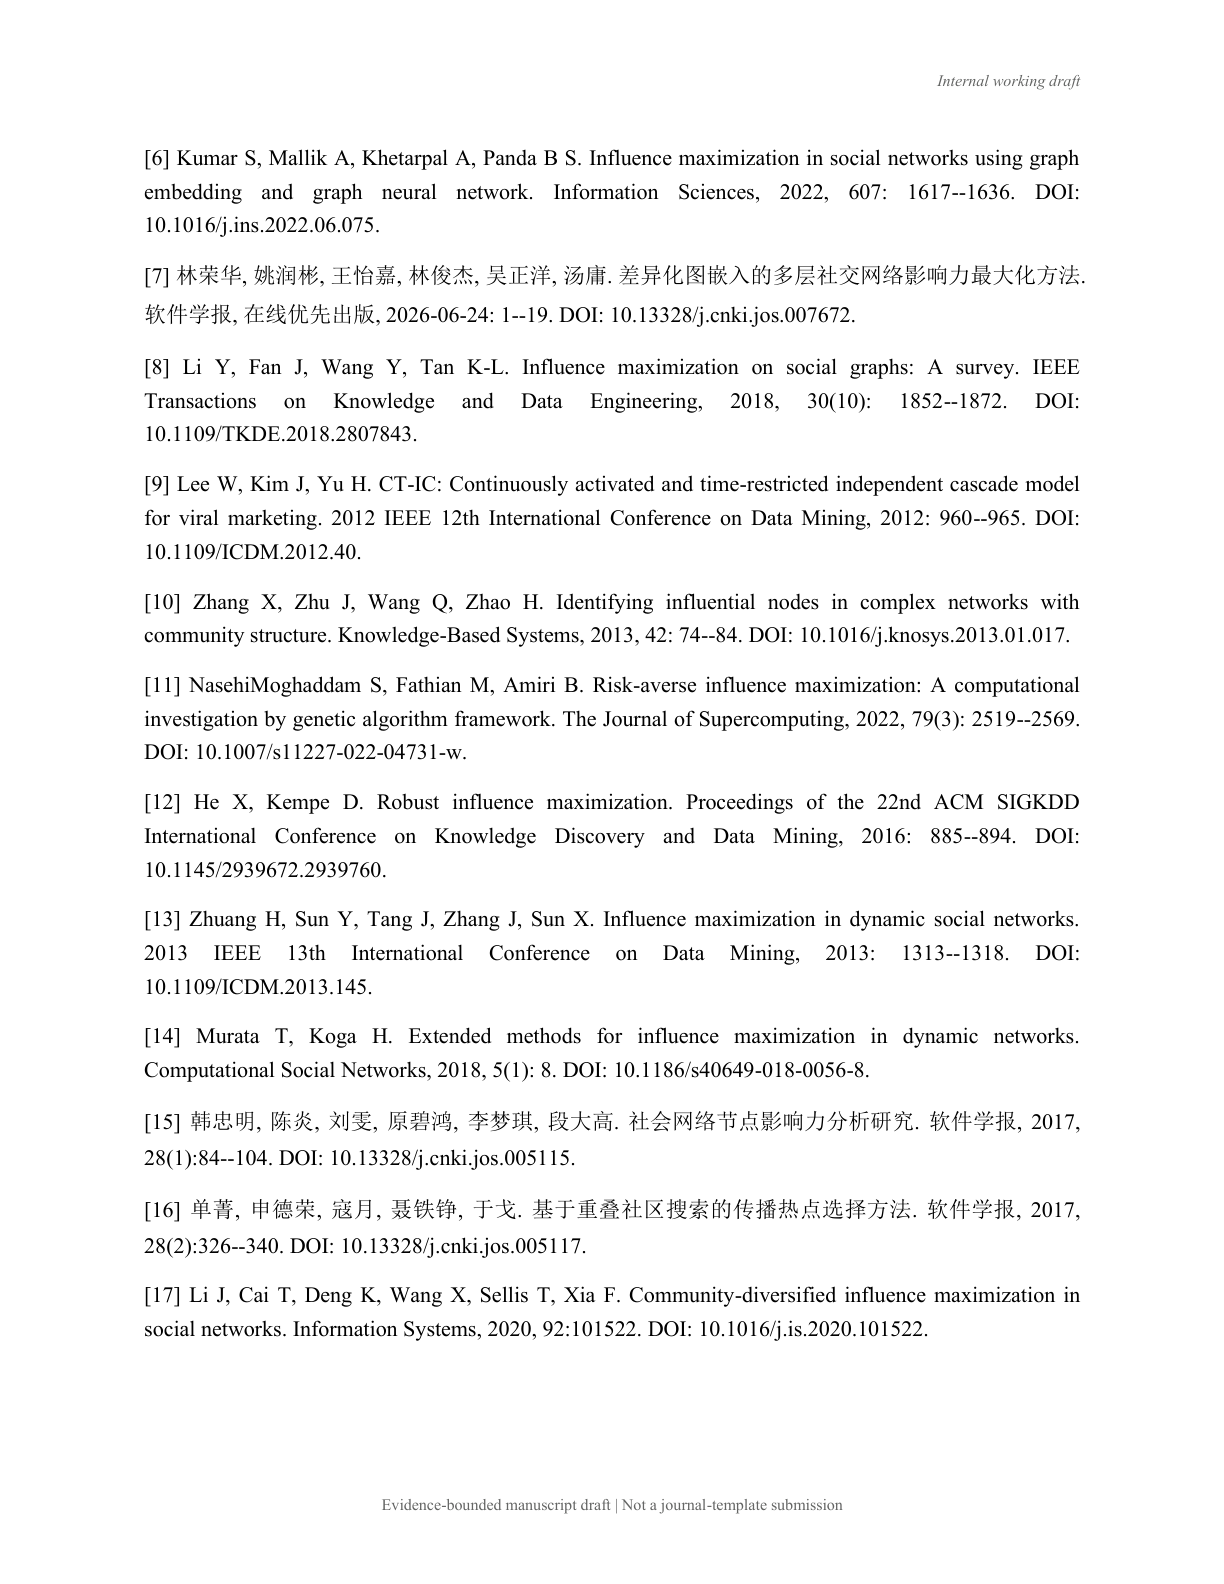 Internal working draft
[6] Kumar S, Mallik A, Khetarpal A, Panda B S. Influence maximization in social networks using graph
embedding and graph neural network. Information Sciences, 2022, 607: 1617--1636. DOI:
10.1016/j.ins.2022.06.075.
[7] 林荣华, 姚润彬, 王怡嘉, 林俊杰, 吴正洋, 汤庸. 差异化图嵌入的多层社交网络影响力最大化方法.
软件学报, 在线优先出版, 2026-06-24: 1--19. DOI: 10.13328/j.cnki.jos.007672.
[8] Li Y, Fan J, Wang Y, Tan K-L. Influence maximization on social graphs: A survey. IEEE
Transactions on Knowledge and Data Engineering, 2018, 30(10): 1852--1872. DOI:
10.1109/TKDE.2018.2807843.
[9] Lee W, Kim J, Yu H. CT-IC: Continuously activated and time-restricted independent cascade model
for viral marketing. 2012 IEEE 12th International Conference on Data Mining, 2012: 960--965. DOI:
10.1109/ICDM.2012.40.
[10] Zhang X, Zhu J, Wang Q, Zhao H. Identifying influential nodes in complex networks with
community structure. Knowledge-Based Systems, 2013, 42: 74--84. DOI: 10.1016/j.knosys.2013.01.017.
[11] NasehiMoghaddam S, Fathian M, Amiri B. Risk-averse influence maximization: A computational
investigation by genetic algorithm framework. The Journal of Supercomputing, 2022, 79(3): 2519--2569.
DOI: 10.1007/s11227-022-04731-w.
[12] He X, Kempe D. Robust influence maximization. Proceedings of the 22nd ACM SIGKDD
International Conference on Knowledge Discovery and Data Mining, 2016: 885--894. DOI:
10.1145/2939672.2939760.
[13] Zhuang H, Sun Y, Tang J, Zhang J, Sun X. Influence maximization in dynamic social networks.
2013 IEEE 13th International Conference on Data Mining, 2013: 1313--1318. DOI:
10.1109/ICDM.2013.145.
[14] Murata T, Koga H. Extended methods for influence maximization in dynamic networks.
Computational Social Networks, 2018, 5(1): 8. DOI: 10.1186/s40649-018-0056-8.
[15] 韩忠明, 陈炎, 刘雯, 原碧鸿, 李梦琪, 段大高. 社会网络节点影响力分析研究. 软件学报, 2017,
28(1):84--104. DOI: 10.13328/j.cnki.jos.005115.
[16] 单菁, 申德荣, 寇月, 聂铁铮, 于戈. 基于重叠社区搜索的传播热点选择方法. 软件学报, 2017,
28(2):326--340. DOI: 10.13328/j.cnki.jos.005117.
[17] Li J, Cai T, Deng K, Wang X, Sellis T, Xia F. Community-diversified influence maximization in
social networks. Information Systems, 2020, 92:101522. DOI: 10.1016/j.is.2020.101522.
Evidence-bounded manuscript draft | Not a journal-template submission